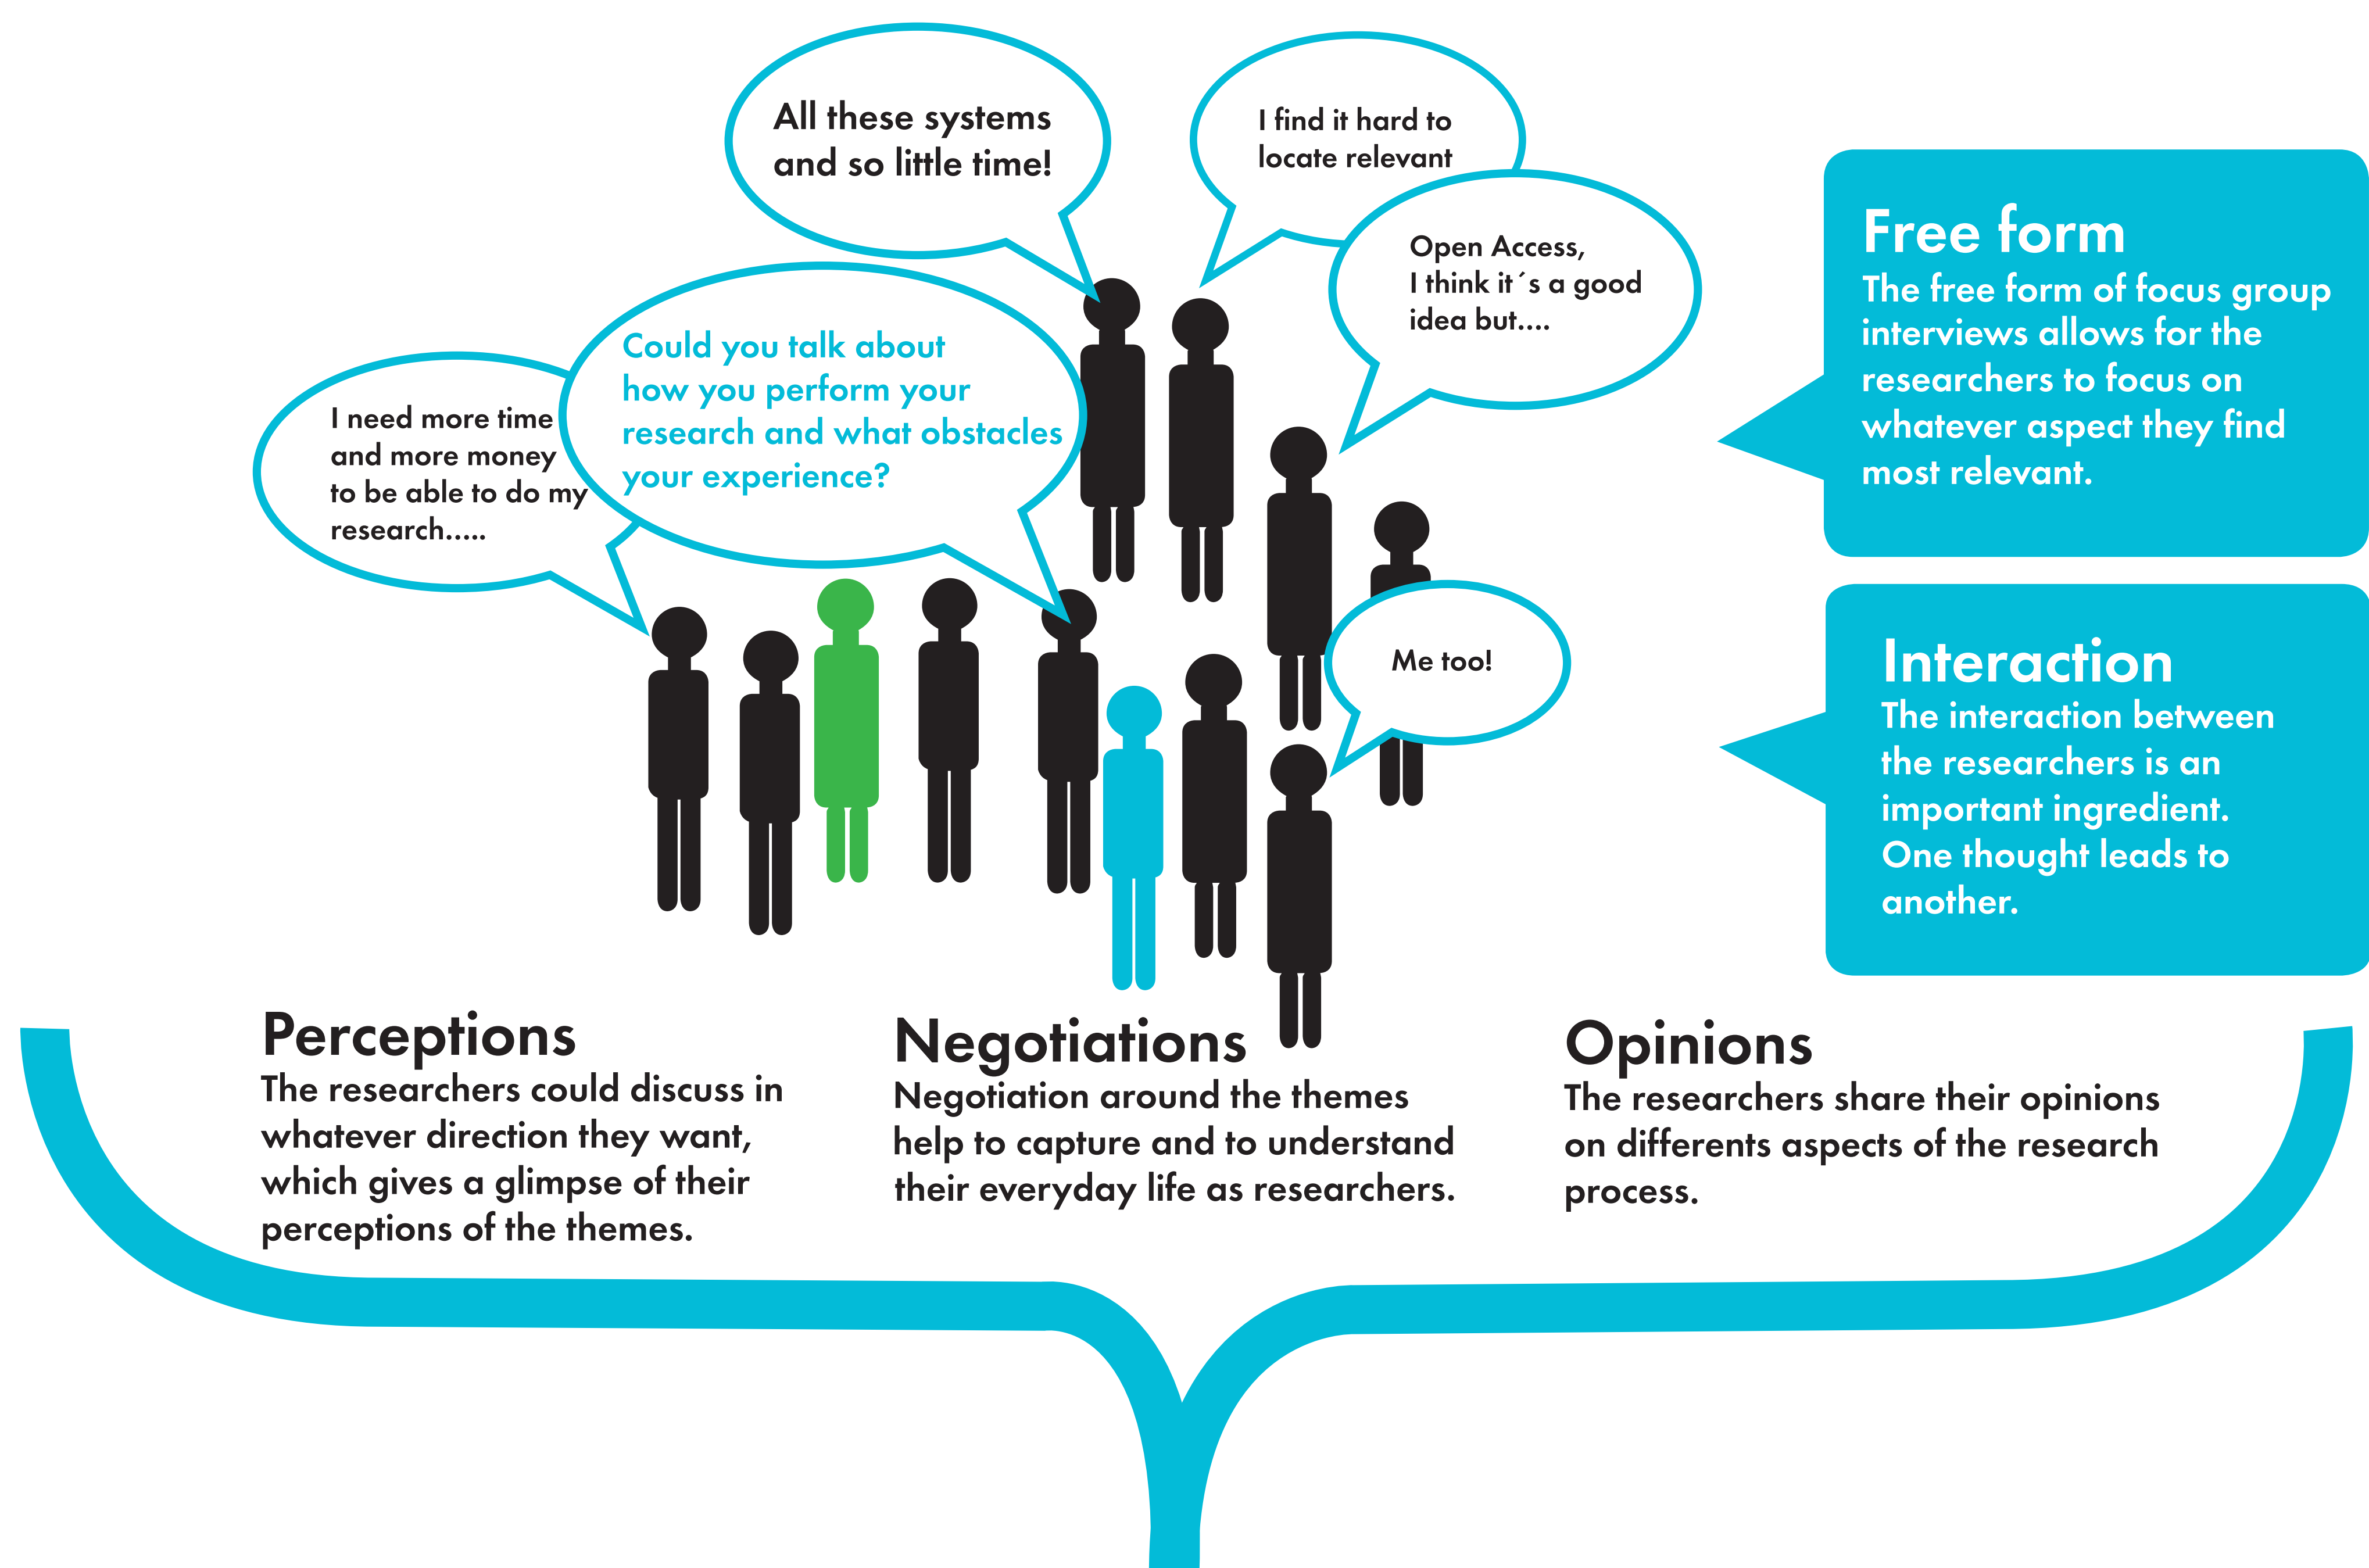 All these systems
and so little time!
I find it hard to
locate relevant
Open Access,
I think it´s a good
idea but....
Could you talk about
how you perform your
research and what obstacles
your experience?
I need more time
and more money
to be able to do my
research.....
Me too!
Free form
The free form of focus group
interviews allows for the
researchers to focus on
whatever aspect they find
most relevant.
Interaction
The interaction between
the researchers is an
important ingredient.
One thought leads to
another.
Perceptions
The researchers could discuss in
whatever direction they want,
which gives a glimpse of their
perceptions of the themes.
Negotiations
Negotiation around the themes
help to capture and to understand
their everyday life as researchers.
Opinions
The researchers share their opinions
on differents aspects of the research
process.